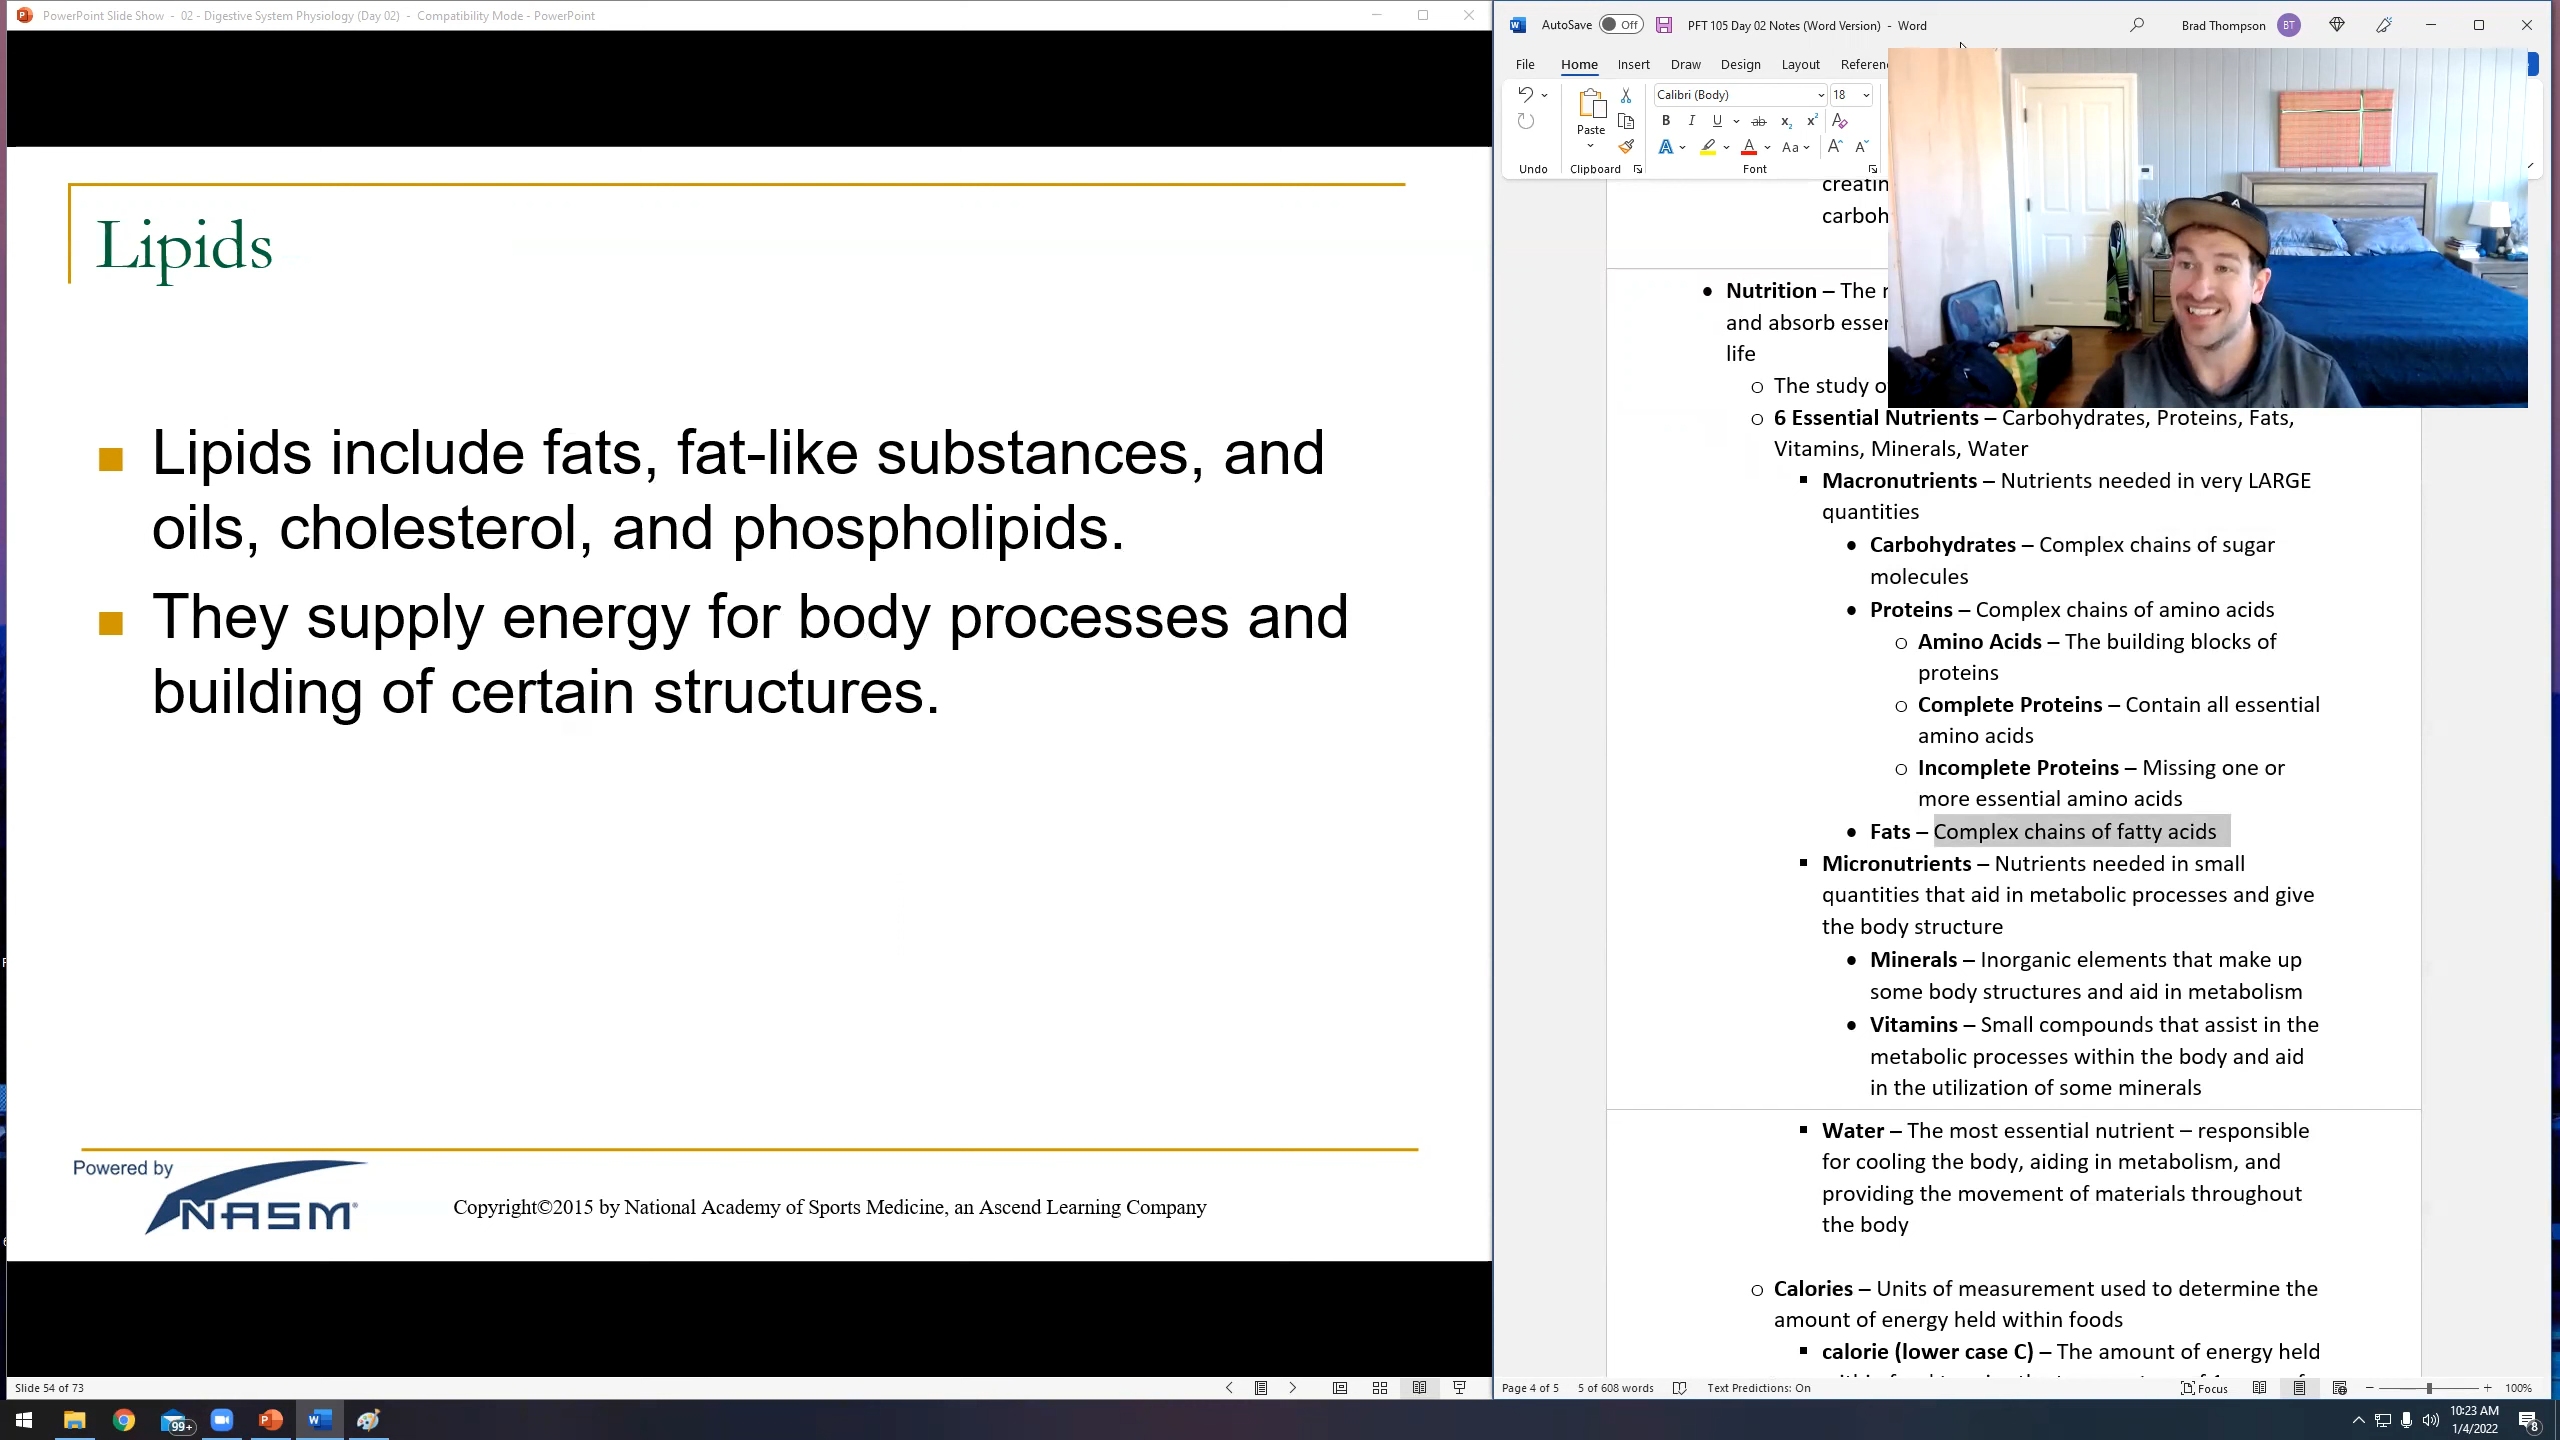 PowerPoint Slide Show - 02 - Digestive System Physiology (Day 02) - Compatibility Mode - PowerPoint
Lipids
Lipids include fats, fat-like substances, and
oils, cholesterol, and phospholipids.
They supply energy for body processes and
building of certain structures.
Powered by
NASM
Copyright©2015 by National Academy of Sports Medicine, an Ascend Learning Company
Slide 54 of 73
AutoSave Off PFT 105 Day 02 Notes (Word Version) - Word Brad Thompson BT
File Home Insert Draw Design Layout
Calibri (Body) 18
Paste B I U ab x₂ x²
A A Aa A A
Undo Clipboard Font
Nutrition – The
and absorb
life
The study
6 Essential Nutrients – Carbohydrates, Proteins, Fats,
Vitamins, Minerals, Water
Macronutrients – Nutrients needed in very LARGE
quantities
Carbohydrates – Complex chains of sugar
molecules
Proteins – Complex chains of amino acids
Amino Acids – The building blocks of
proteins
Complete Proteins – Contain all essential
amino acids
Incomplete Proteins – Missing one or
more essential amino acids
Fats – Complex chains of fatty acids
Micronutrients – Nutrients needed in small
quantities that aid in metabolic processes and give
the body structure
Minerals – Inorganic elements that make up
some body structures and aid in metabolism
Vitamins – Small compounds that assist in the
metabolic processes within the body and aid
in the utilization of some minerals
Water – The most essential nutrient – responsible
for cooling the body, aiding in metabolism, and
providing the movement of materials throughout
the body
Calories – Units of measurement used to determine the
amount of energy held within foods
calorie (lower case C) – The amount of energy held
Page 4 of 5 5 of 608 words Text Predictions: On Focus 100%
99+
10:23 AM
1/4/2022
8